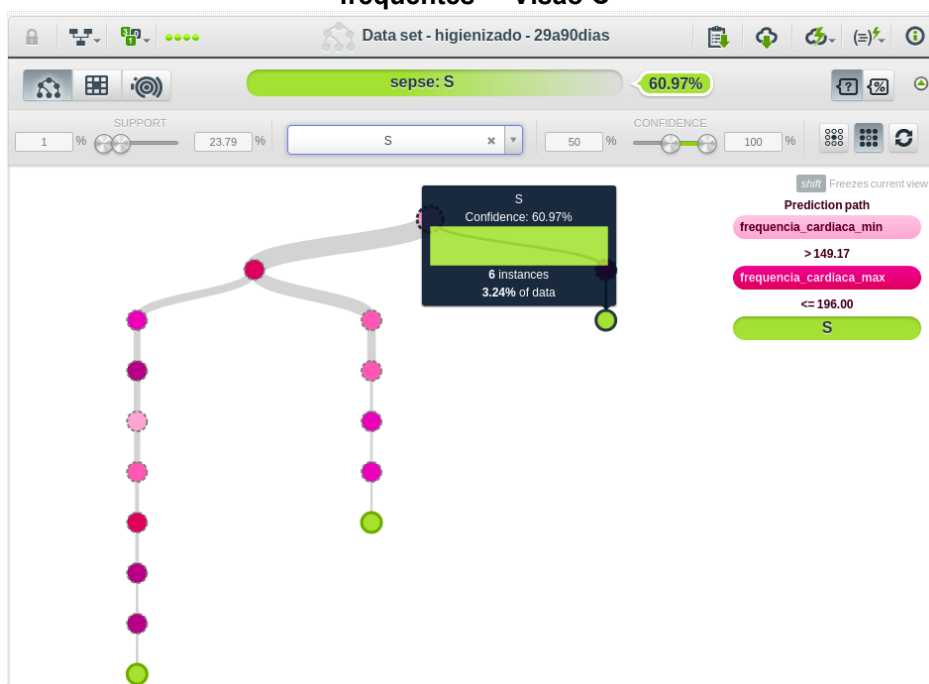 frequentes – Visão C
Data set - higienizado - 29a90dias
sepse: S
60.97%
SUPPORT
CONFIDENCE
1 %
23.79 %
S
50 %
100 %
shift Freezes current view
Prediction path
frequencia_cardiaca_min
> 149.17
frequencia_cardiaca_max
<= 196.00
S
S
Confidence: 60.97%
6 instances
3.24% of data